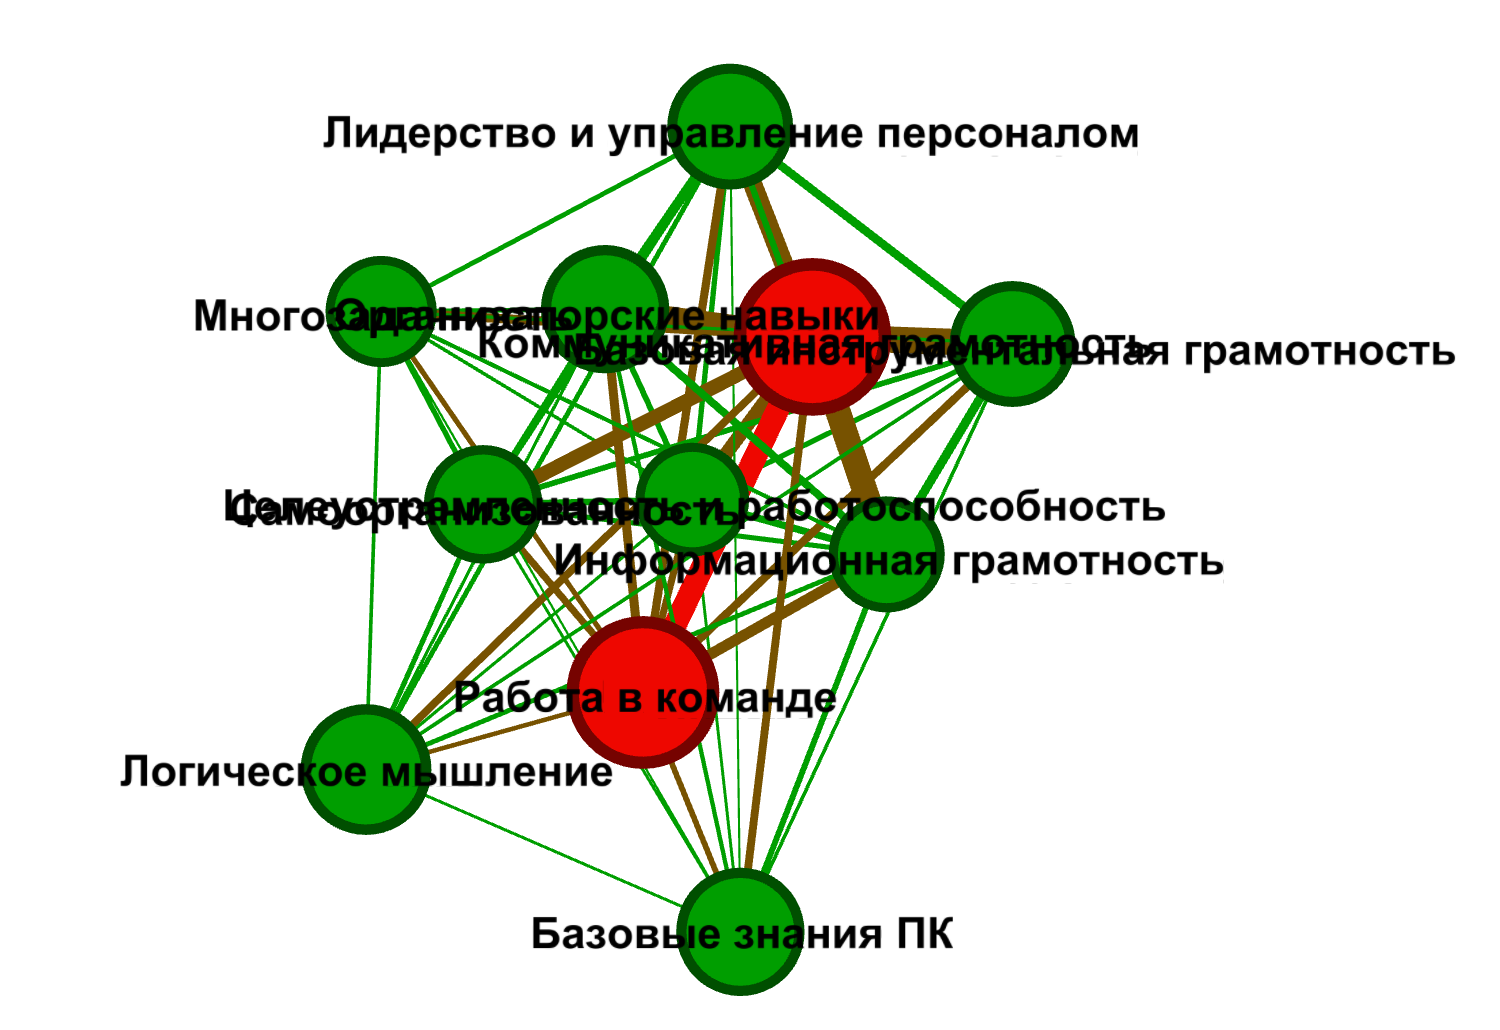 Лидерство и управление персоналом
Многозадачность
Организаторские навыки
Коммуникативная грамотность
Базовая инструментальная грамотность
Целеустремленность и работоспособность
Самоорганизованность
Информационная грамотность
Работа в команде
Логическое мышление
Базовые знания ПК